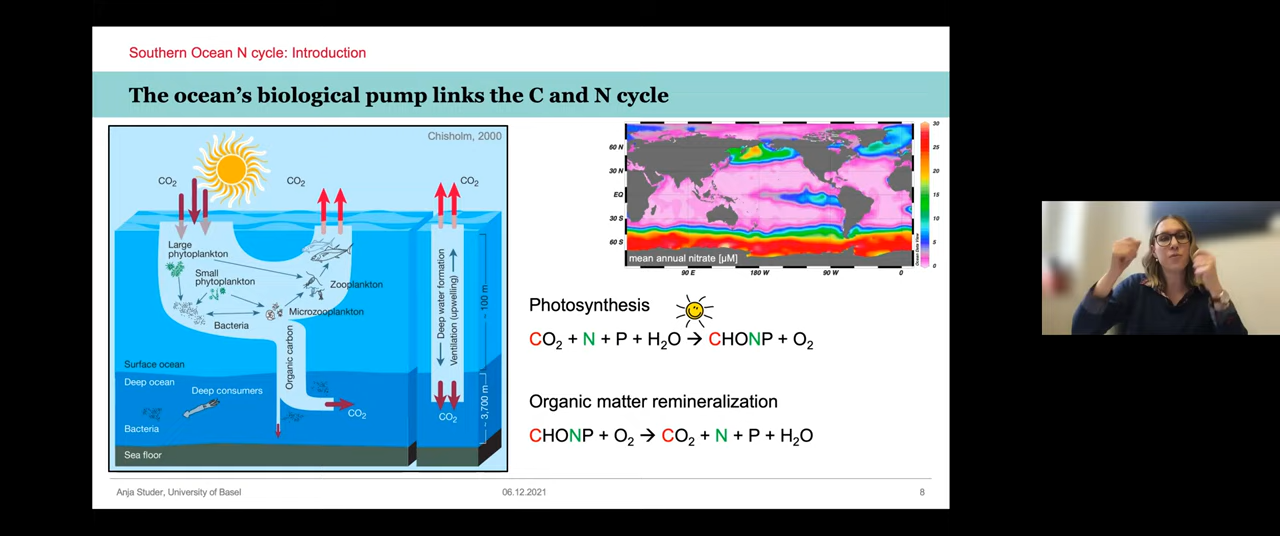 Southern Ocean N cycle: Introduction
The ocean's biological pump links the C and N cycle
Chisholm, 2000
CO₂
CO₂
CO₂
Large
phytoplankton
Small
phytoplankton
Zooplankton
Microzooplankton
Bacteria
Organic carbon
Deep water formation
Ventilation (upwelling)
~100 m
~3,700 m
Surface ocean
Deep ocean
Deep consumers
CO₂
CO₂
Bacteria
Sea floor
60 N
30 N
EQ
30 S
60 S
90 E
180 W
90 W
0
mean annual nitrate [µM]
30
25
20
15
10
5
0
Ocean Data View
Photosynthesis
CO₂ + N + P + H₂O → CHONP + O₂
Organic matter remineralization
CHONP + O₂ → CO₂ + N + P + H₂O
Anja Studer, University of Basel
06.12.2021
8